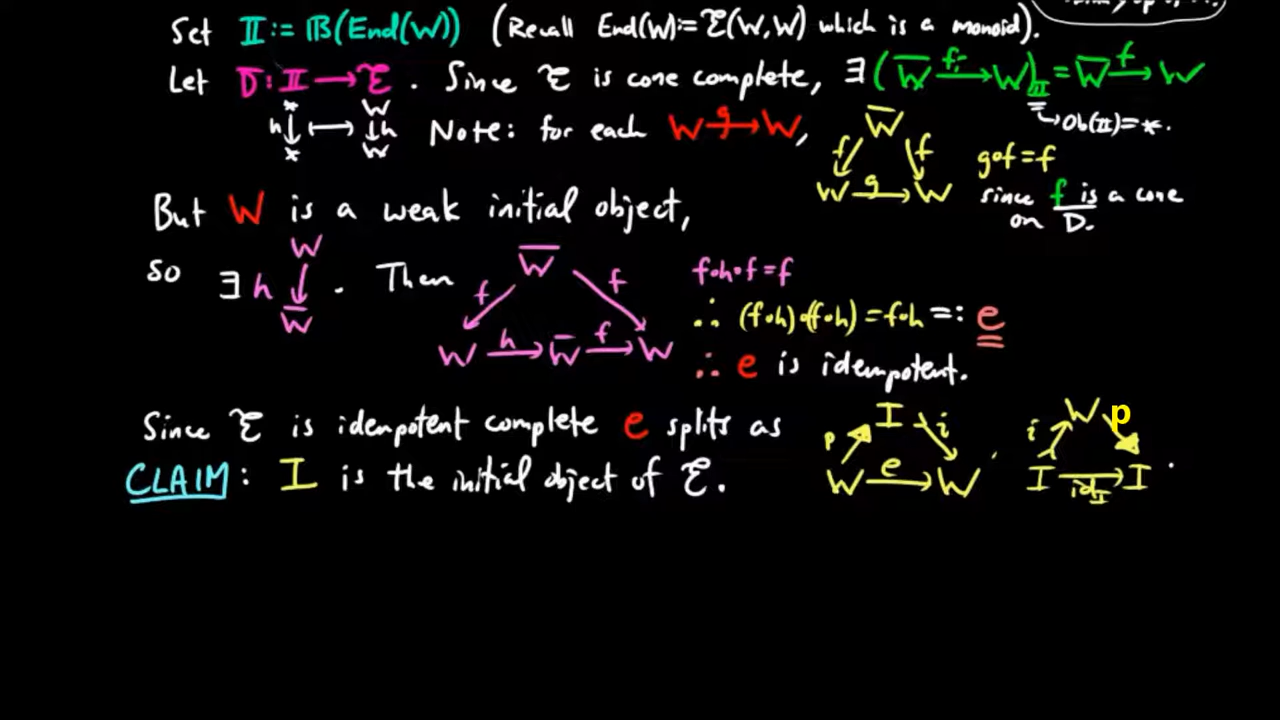 Set 𝕀 := 𝔹(End(W)) (Recall End(W) := ℰ(W,W) which is a monoid).
Let D: 𝕀 → ℰ. Since ℰ is cone complete, ∃ (W̄ —f_i→ W)_𝕀 = W̄ —f→ W
* W
h ↓ ↦ ↓ h
* W
Note: for each W —g→ W,
Ob(𝕀) = *.
W̄
f f
W —g→ W
g∘f = f
since f is a cone on D.
But W is a weak initial object,
so ∃ h
W
↓
W̄
. Then
W̄
f f
W —h→ W̄ —f→ W
f∘h∘f = f
∴ (f∘h)∘(f∘h) = f∘h =: e
∴ e is idempotent.
Since ℰ is idempotent complete e splits as
I
p i
W —e→ W ,
W
i p
I —id_I→ I .
CLAIM: I is the initial object of ℰ.